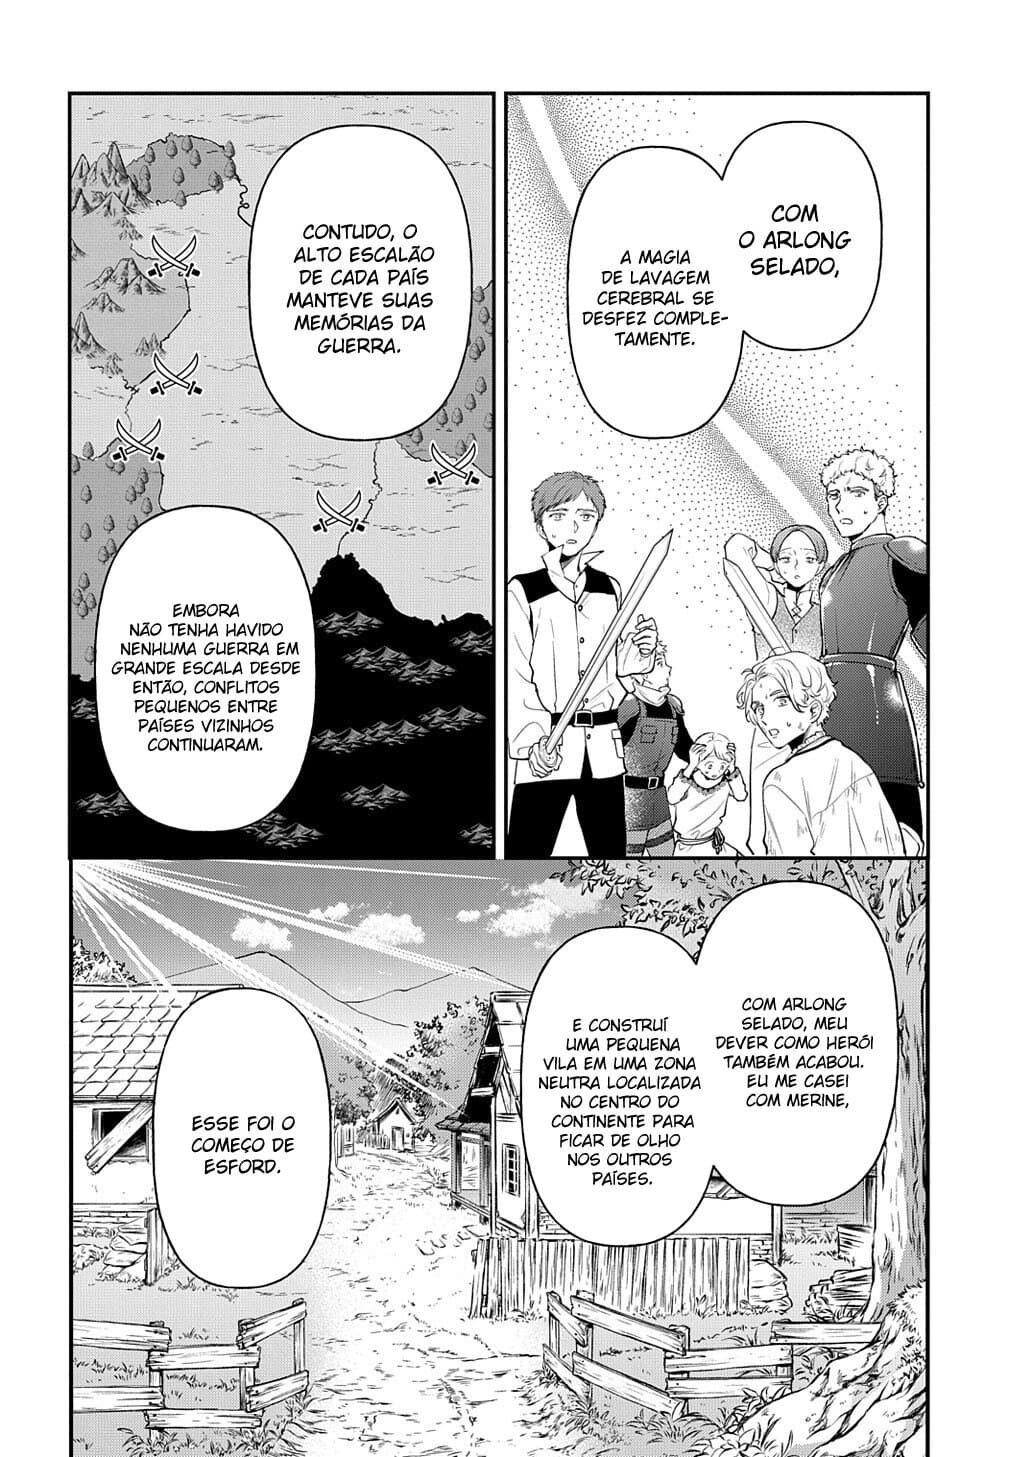 COM
O ARLONG
SELADO,
A MAGIA
DE LAVAGEM
CEREBRAL SE
DESFEZ COMPLE-
TAMENTE.
CONTUDO, O
ALTO ESCALÃO
DE CADA PAÍS
MANTEVE SUAS
MEMÓRIAS DA
GUERRA.
EMBORA
NÃO TENHA HAVIDO
NENHUMA GUERRA EM
GRANDE ESCALA DESDE
ENTÃO, CONFLITOS
PEQUENOS ENTRE
PAÍSES VIZINHOS
CONTINUARAM.
COM ARLONG
SELADO, MEU
DEVER COMO HERÓI
TAMBÉM ACABOU.
EU ME CASEI
COM MERINE,
E CONSTRUÍ
UMA PEQUENA
VILA EM UMA ZONA
NEUTRA LOCALIZADA
NO CENTRO DO
CONTINENTE PARA
FICAR DE OLHO
NOS OUTROS
PAÍSES.
ESSE FOI O
COMEÇO DE
ESFORD.